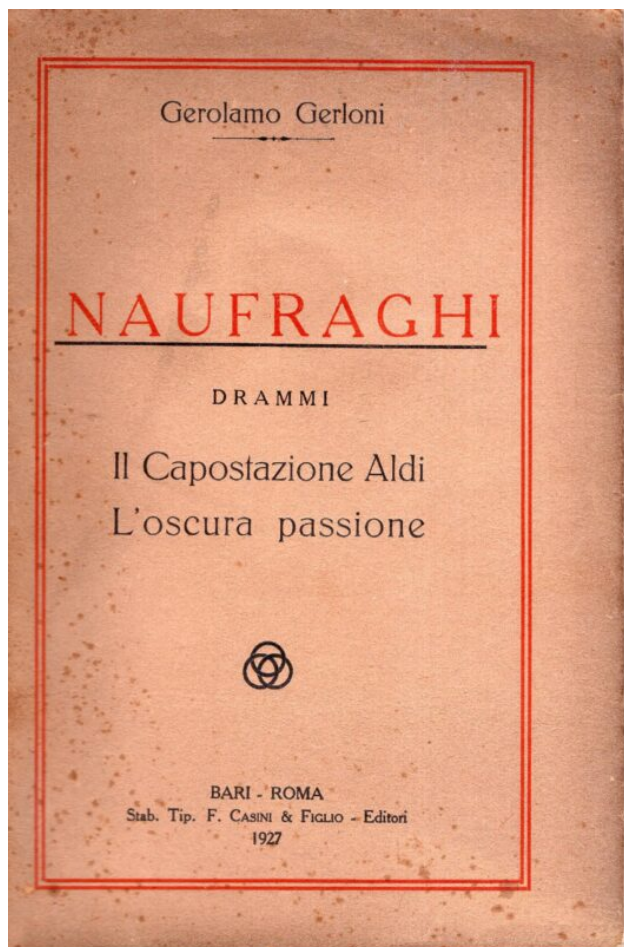 Gerolamo Gerloni
NAUFRAGHI
DRAMMI
Il Capostazione Aldi
L'oscura passione
BARI - ROMA
Stab. Tip. F. CASINI & FIGLIO - Editori
1927